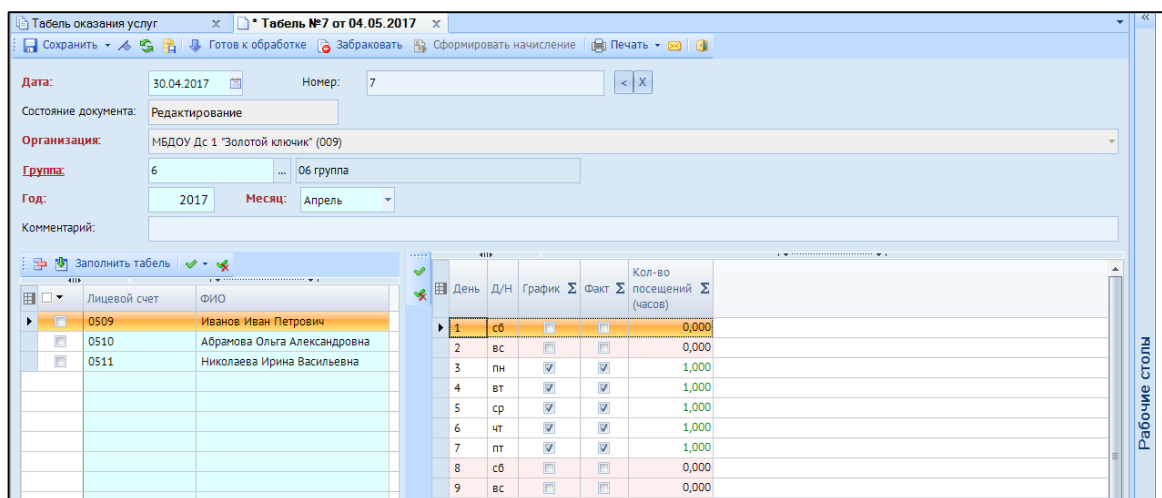 Табель оказания услуг x * Табель №7 от 04.05.2017 x
Сохранить Готов к обработке Забраковать Сформировать начисление Печать
Дата: 30.04.2017 Номер: 7 < X
Состояние документа: Редактирование
Организация: МБДОУ Дс 1 "Золотой ключик" (009)
Группа: 6 ... 06 группа
Год: 2017 Месяц: Апрель
Комментарий:
Заполнить табель
Лицевой счет ФИО
0509 Иванов Иван Петрович
0510 Абрамова Ольга Александровна
0511 Николаева Ирина Васильевна
День Д/Н График Σ Факт Σ Кол-во посещений (часов) Σ
1 сб 0,000
2 вс 0,000
3 пн 1,000
4 вт 1,000
5 ср 1,000
6 чт 1,000
7 пт 1,000
8 сб 0,000
9 вс 0,000
«
Рабочие столы